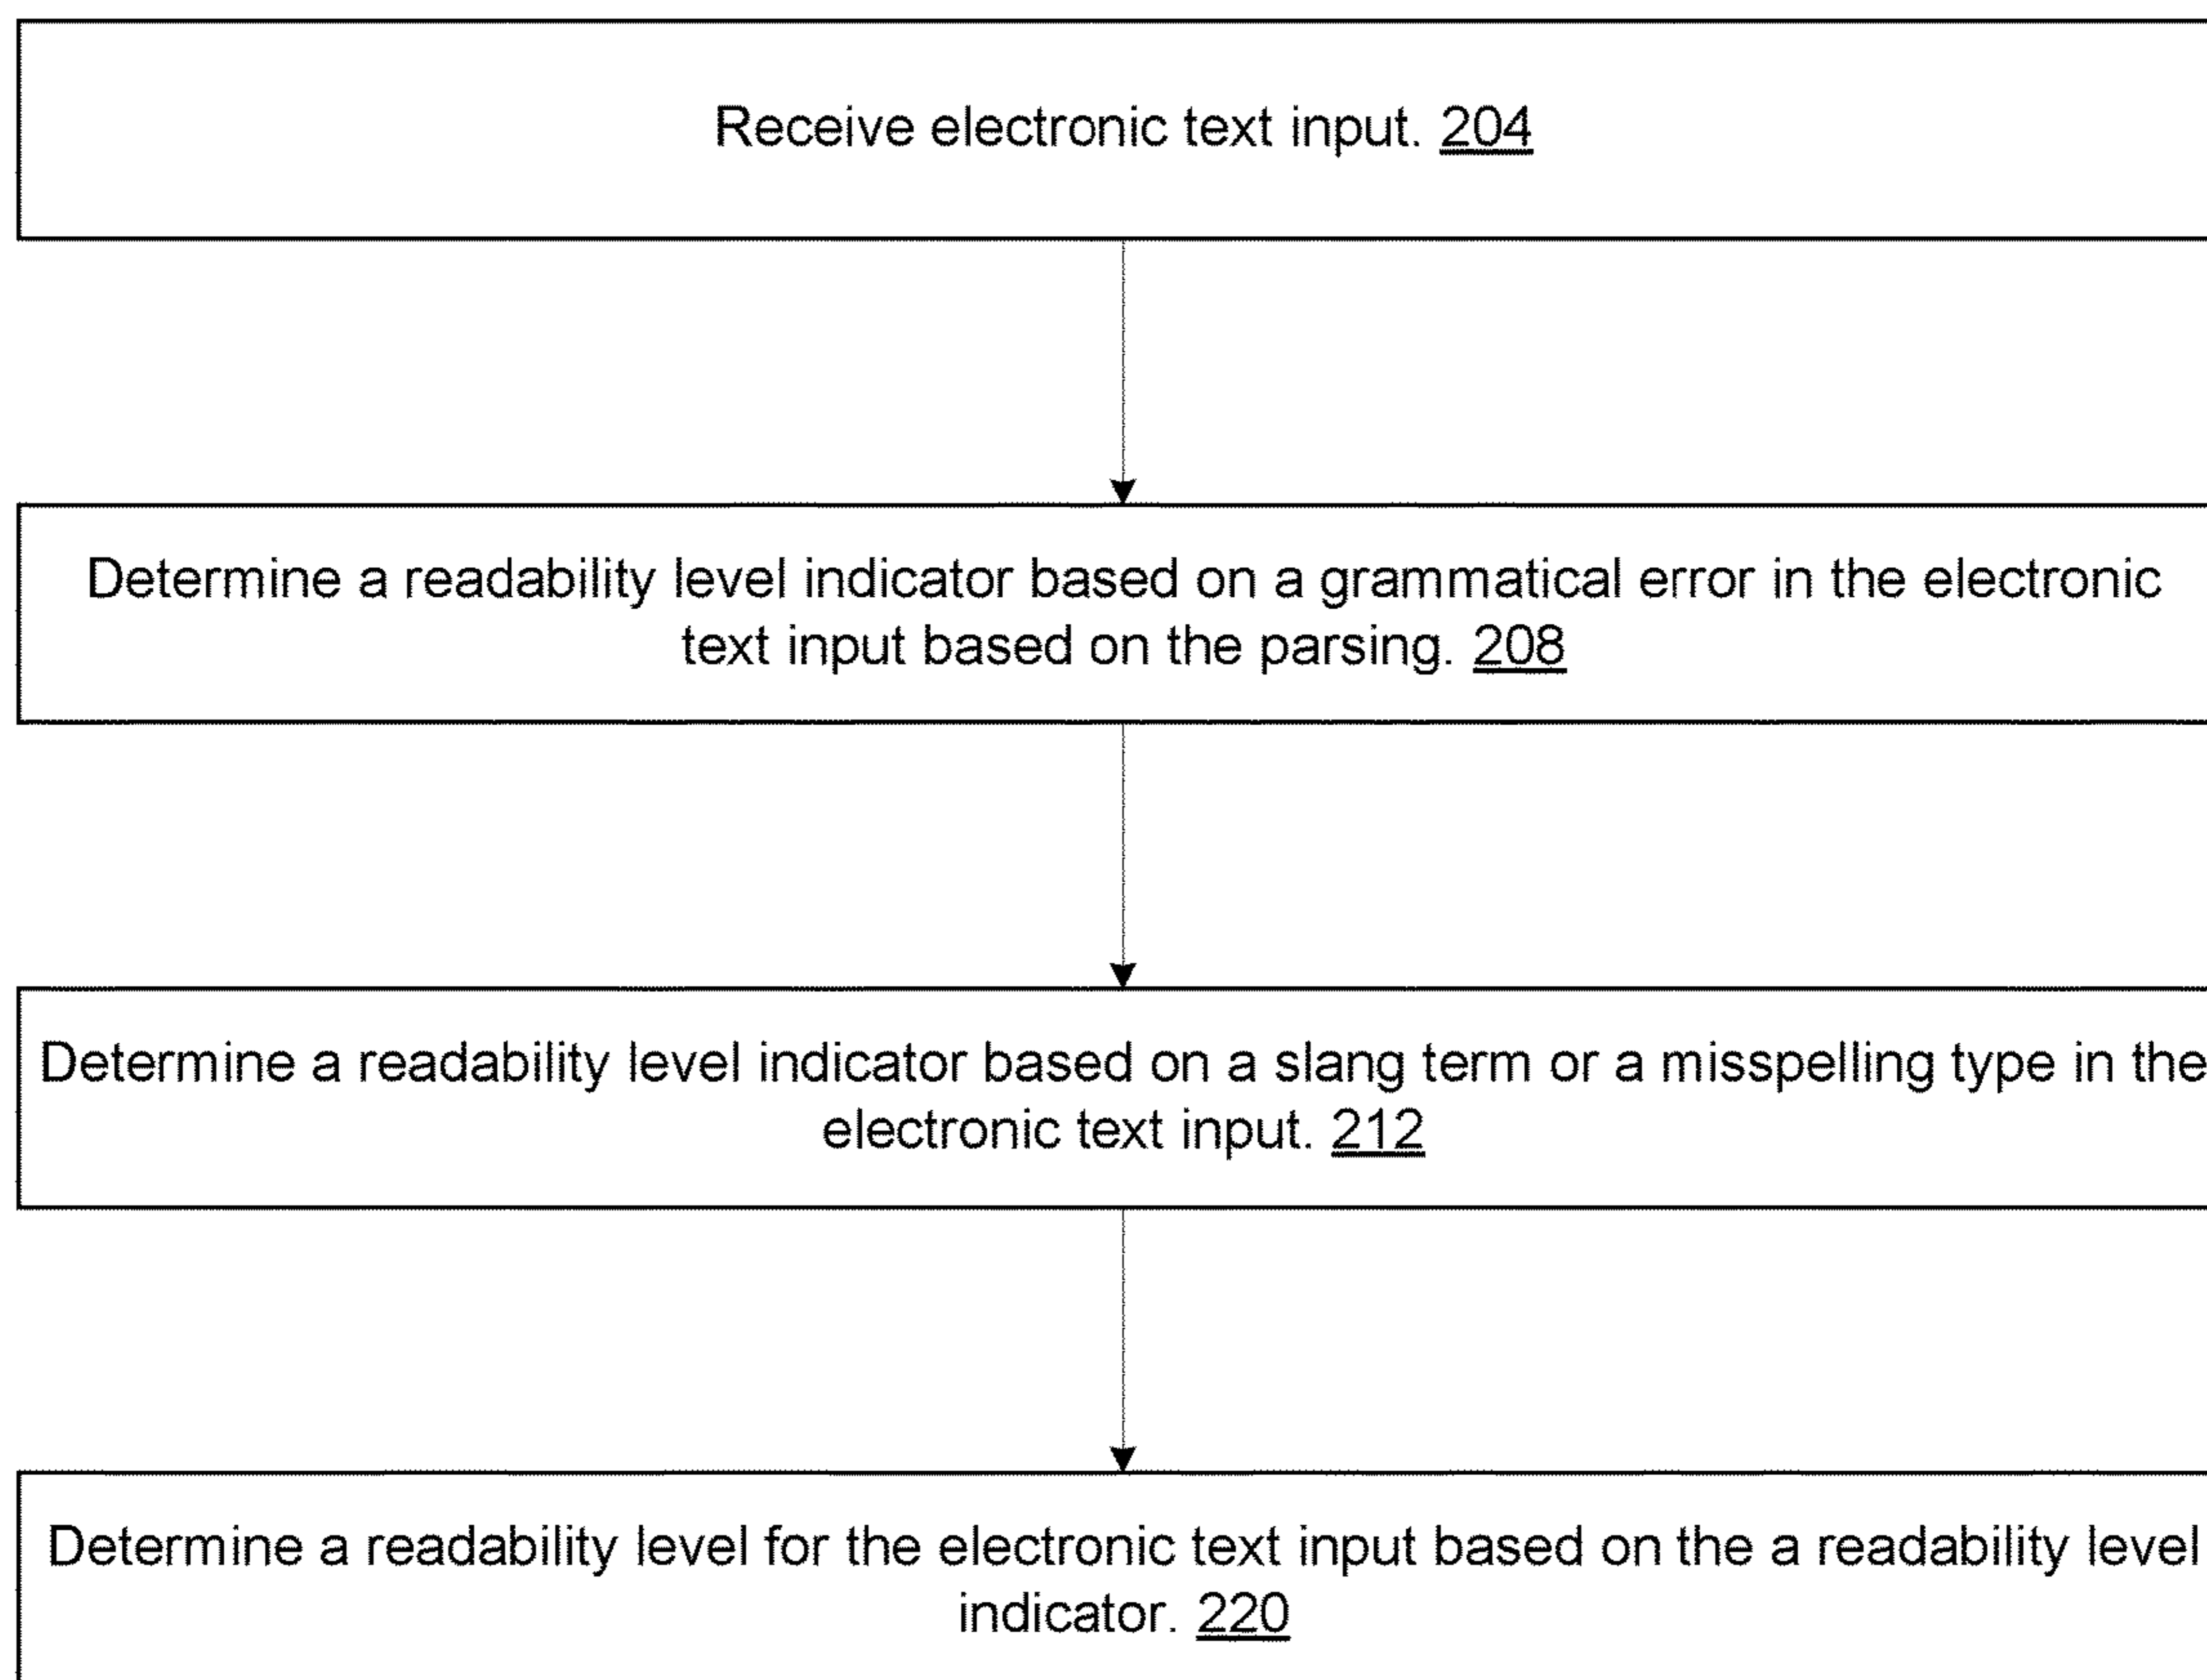 Receive electronic text input. 204
Determine a readability level indicator based on a grammatical error in the electronic
text input based on the parsing. 208
Determine a readability level indicator based on a slang term or a misspelling type in the
electronic text input. 212
Determine a readability level for the electronic text input based on the a readability level
indicator. 220